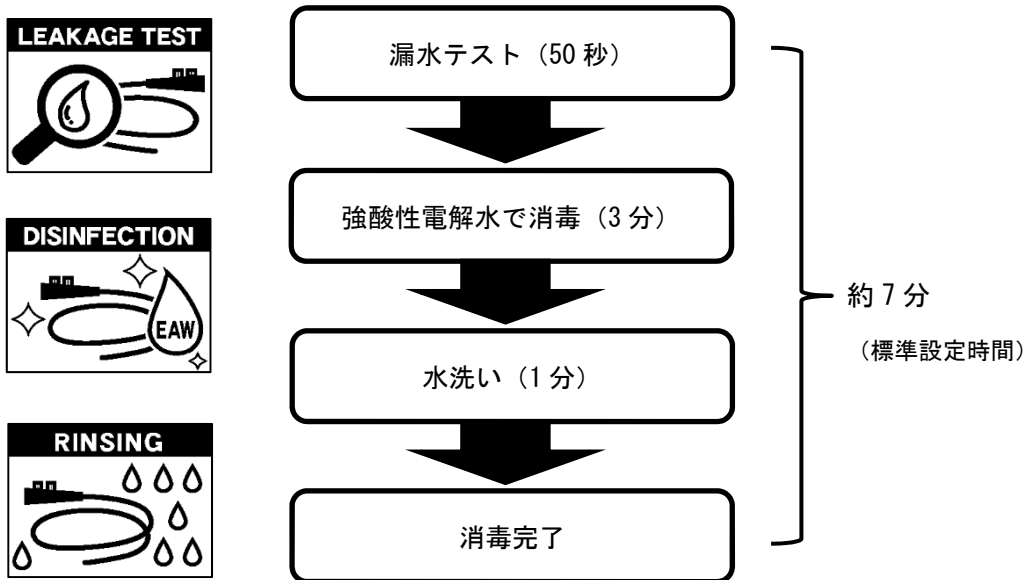 LEAKAGE TEST
漏水テスト（50 秒）
強酸性電解水で消毒（3 分）
DISINFECTION
EAW
約 7 分
（標準設定時間）
水洗い（1 分）
RINSING
消毒完了